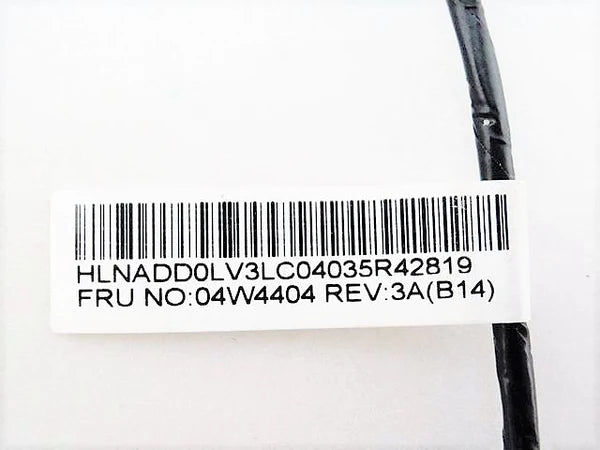 HLNADD0LV3LC04035R42819
FRU NO:04W4404 REV:3A(B14)